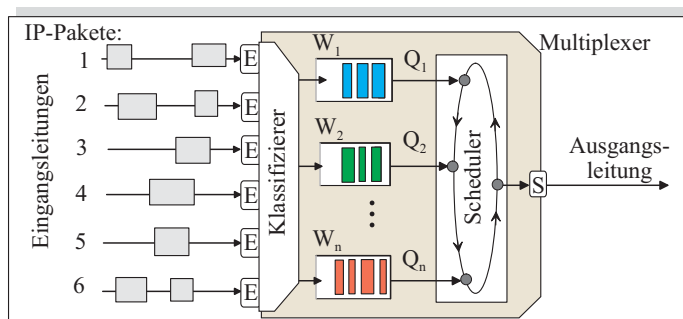 IP-Pakete:
Multiplexer
Eingangsleitungen
1
2
3
4
5
6
E
E
E
E
E
E
Klassifizierer
W1
Q1
W2
Q2
Wn
Qn
Scheduler
S
Ausgangs-
leitung